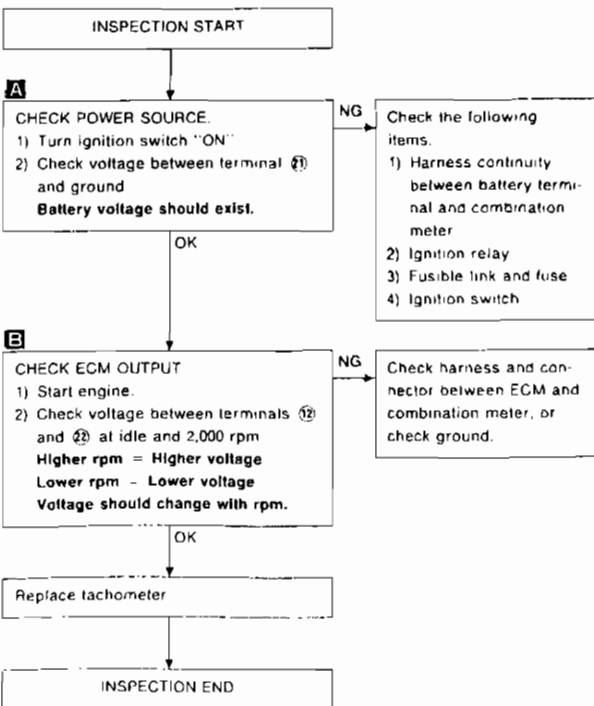 INSPECTION START
A
CHECK POWER SOURCE.
1) Turn ignition switch "ON"
2) Check voltage between terminal ㉑
and ground
Battery voltage should exist.
NG
Check the following
items.
1) Harness continuity
between battery termi-
nal and combination
meter
2) Ignition relay
3) Fusible link and fuse
4) Ignition switch
OK
B
CHECK ECM OUTPUT
1) Start engine.
2) Check voltage between terminals ⑫
and ㉒ at idle and 2,000 rpm
Higher rpm = Higher voltage
Lower rpm - Lower voltage
Voltage should change with rpm.
NG
Check harness and con-
nector between ECM and
combination meter, or
check ground.
OK
Replace tachometer
INSPECTION END